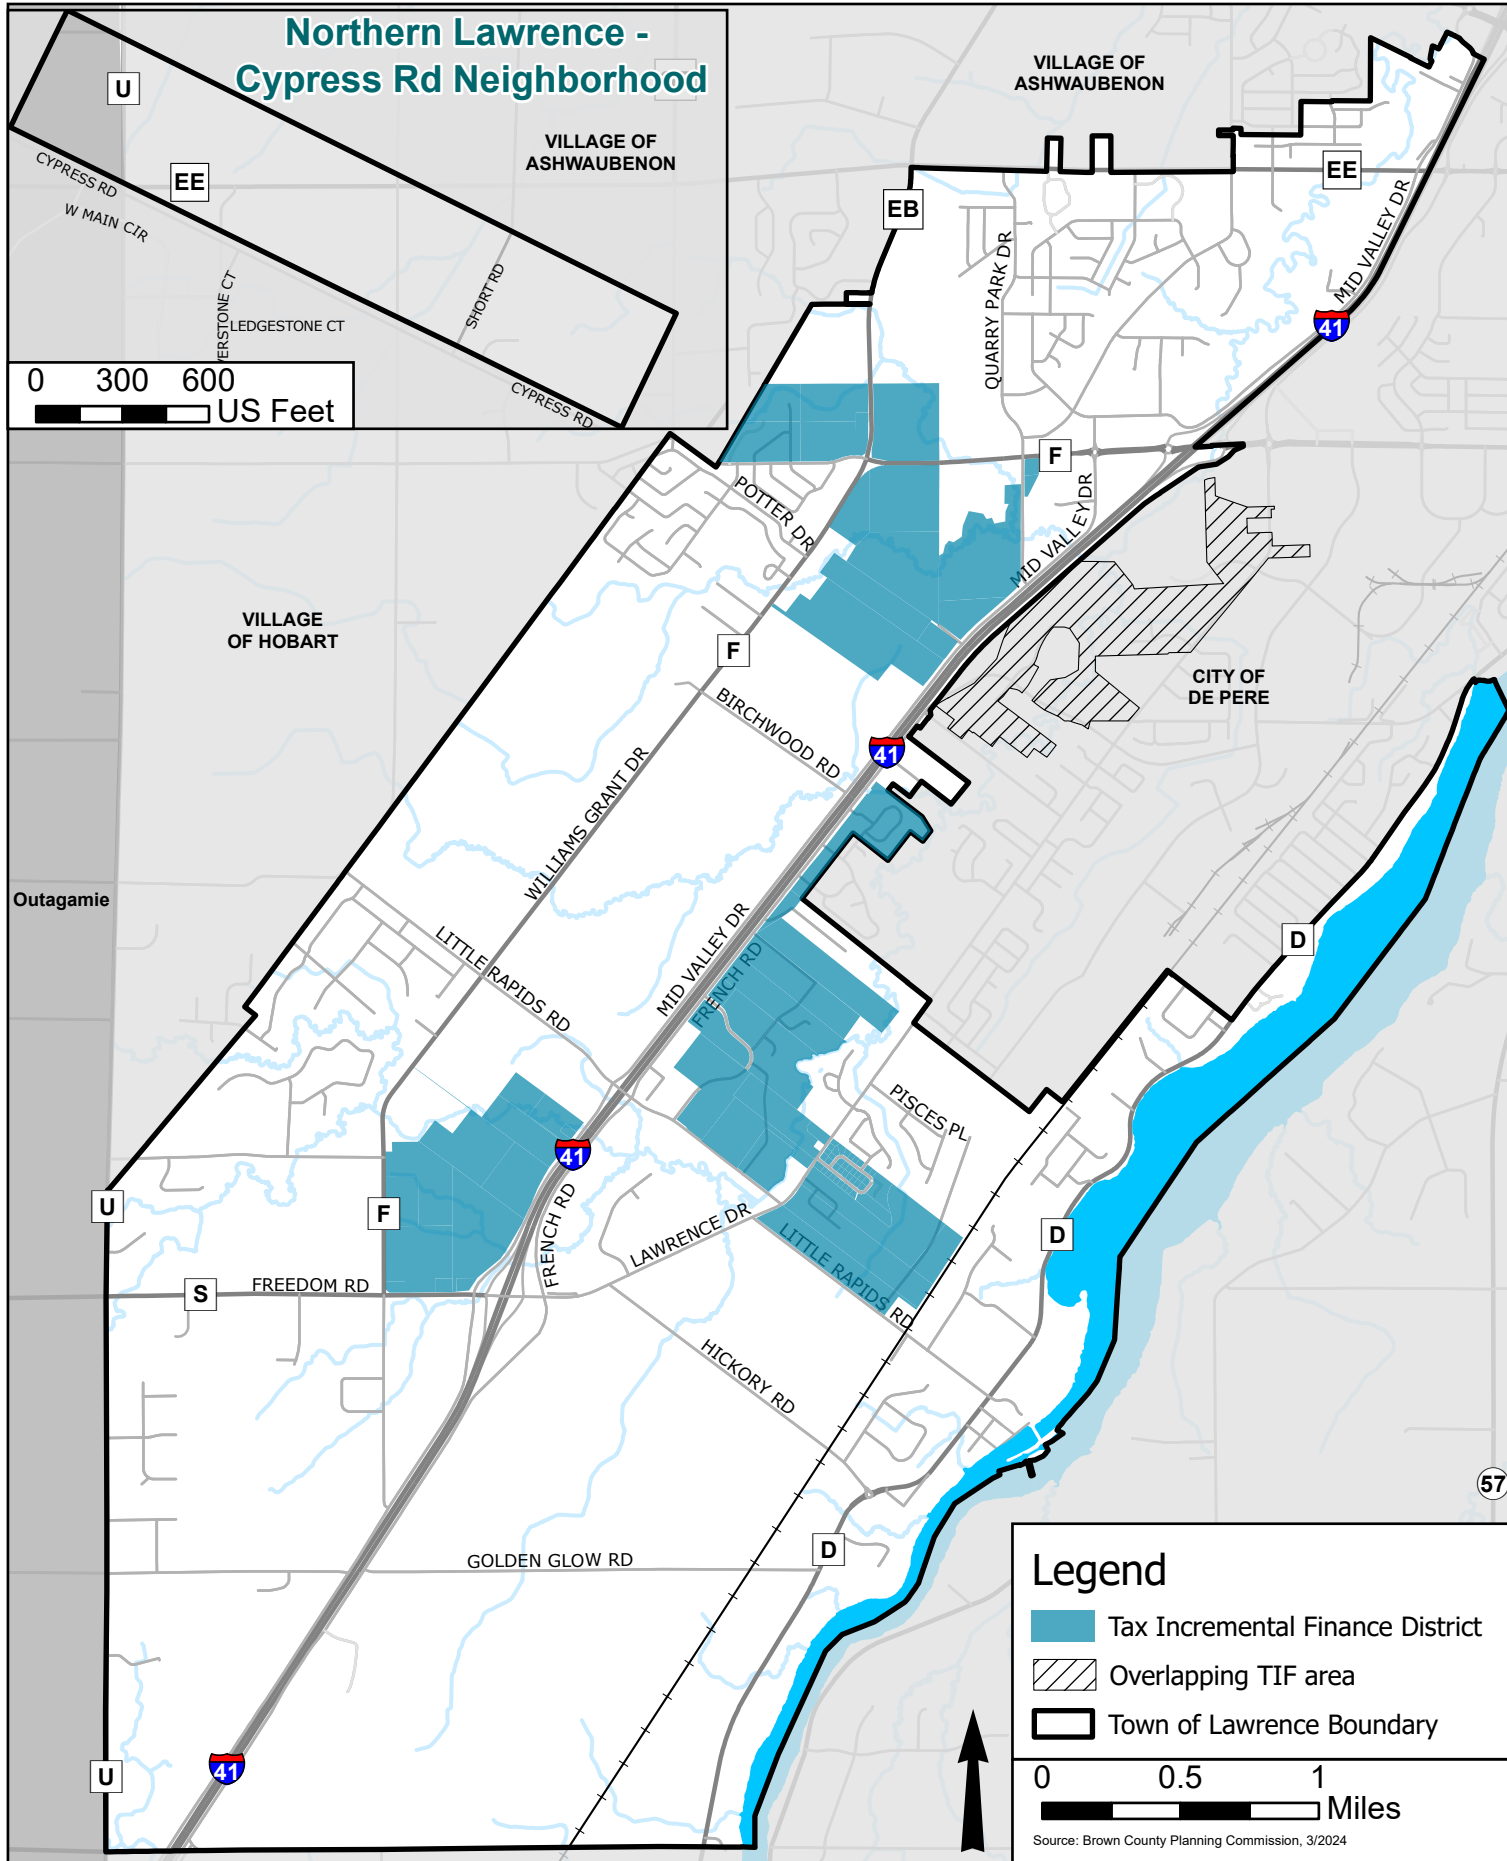 Northern Lawrence -
Cypress Rd Neighborhood
U
VILLAGE OF
ASHWAUBENON
EE
CYPRESS RD
W MAIN CIR
ERSTONE CT
LEDGESTONE CT
SHORT RD
CYPRESS RD
0 300 600
US Feet
VILLAGE OF
ASHWAUBENON
EE
EB
QUARRY PARK DR
MID VALLEY DR
41
F
POTTER DR
MID VALLEY DR
VILLAGE
OF HOBART
F
CITY OF
DE PERE
BIRCHWOOD RD
41
WILLIAMS GRANT DR
Outagamie
LITTLE RAPIDS RD
MID VALLEY DR
FRENCH RD
D
PISCES PL
41
U
F
FRENCH RD
LAWRENCE DR
D
LITTLE RAPIDS RD
S
FREEDOM RD
HICKORY RD
57
GOLDEN GLOW RD
D
U
41
Legend
Tax Incremental Finance District
Overlapping TIF area
Town of Lawrence Boundary
0 0.5 1
Miles
Source: Brown County Planning Commission, 3/2024